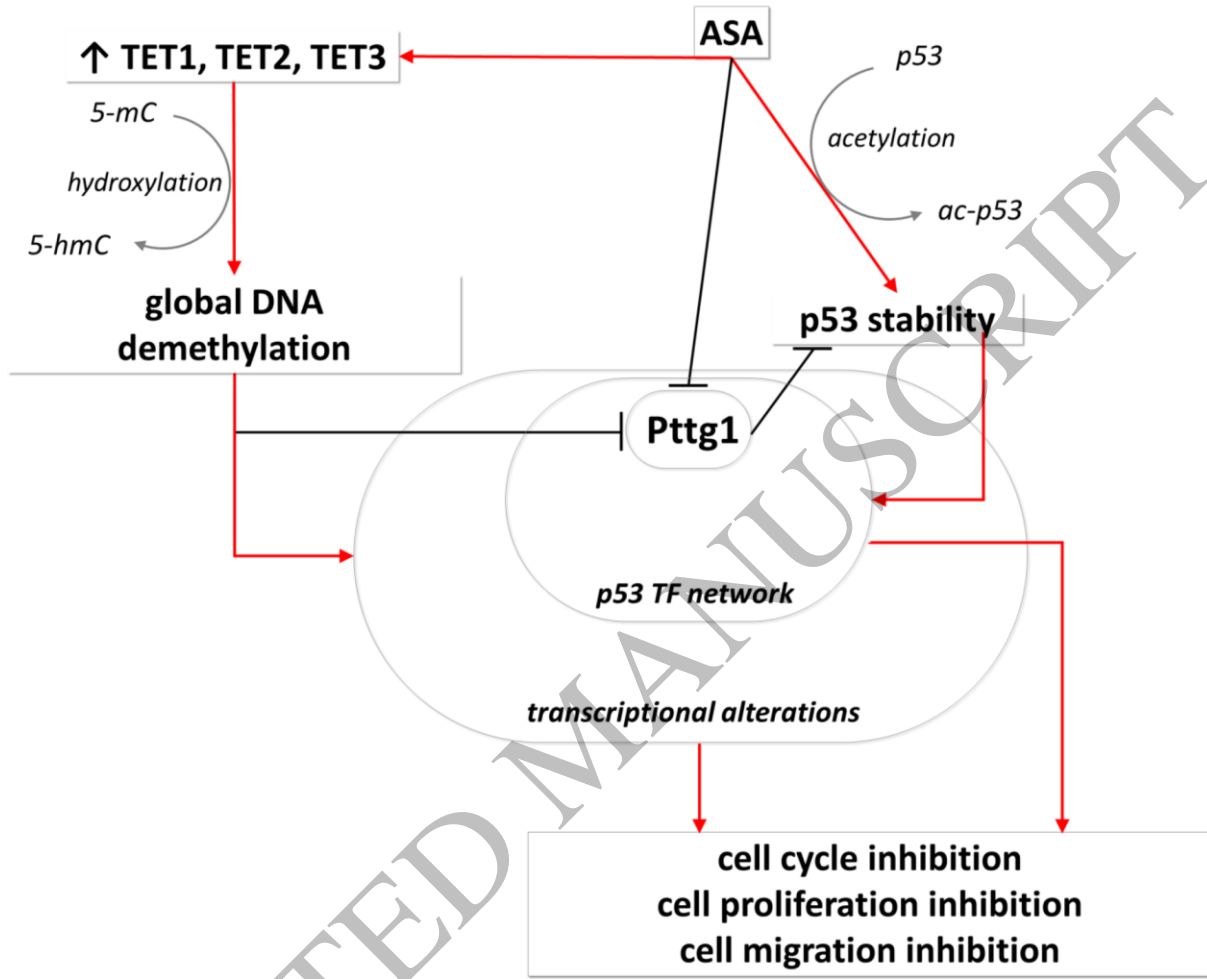 ASA
↑ TET1, TET2, TET3
p53
5-mC
acetylation
hydroxylation
ac-p53
5-hmC
global DNA
demethylation
p53 stability
Pttg1
p53 TF network
transcriptional alterations
cell cycle inhibition
cell proliferation inhibition
cell migration inhibition
TED MANUSCRIPT